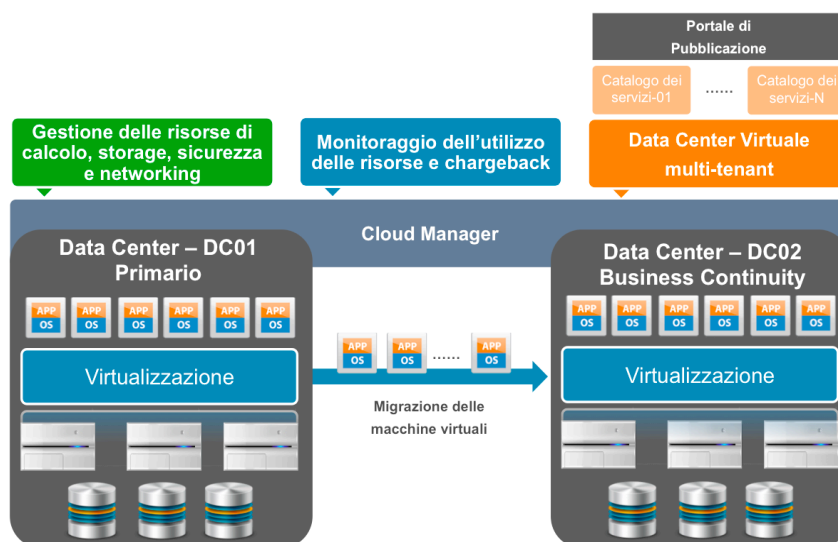 Portale di
Pubblicazione
Catalogo dei
servizi-01
......
Catalogo dei
servizi-N
Gestione delle risorse di
calcolo, storage, sicurezza
e networking
Monitoraggio dell'utilizzo
delle risorse e chargeback
Data Center Virtuale
multi-tenant
Cloud Manager
Data Center – DC01
Primario
APP
OS
APP
OS
APP
OS
APP
OS
APP
OS
APP
OS
Virtualizzazione
APP
OS
APP
OS
......
APP
OS
Migrazione delle
macchine virtuali
Data Center – DC02
Business Continuity
APP
OS
APP
OS
APP
OS
APP
OS
APP
OS
APP
OS
Virtualizzazione